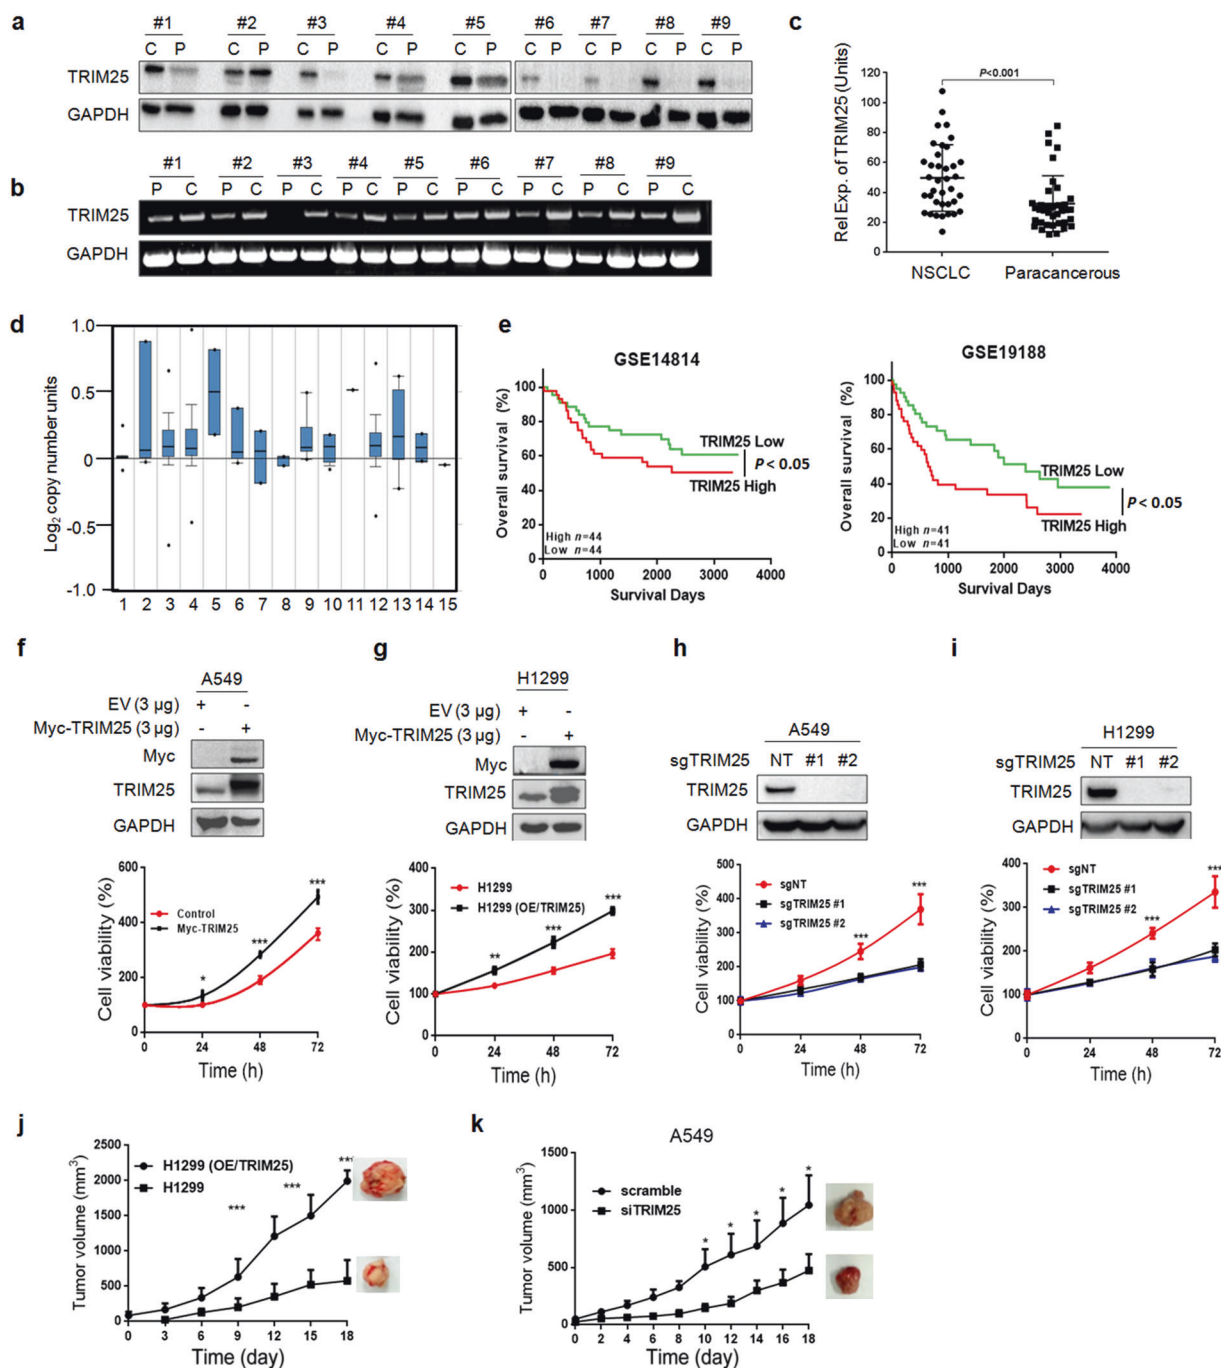 a
#1 #2 #3 #4 #5 #6 #7 #8 #9
C P C P C P C P C P C P C P C P C P
TRIM25
GAPDH
b
#1 #2 #3 #4 #5 #6 #7 #8 #9
P C P C P C P C P C P C P C P C P C
TRIM25
GAPDH
c
Rel Exp. of TRIM25 (Units)
120
100
80
60
40
20
0
P<0.001
NSCLC Paracancerous
d
Log2 copy number units
1.0
0.5
0
-0.5
-1.0
1 2 3 4 5 6 7 8 9 10 11 12 13 14 15
e
GSE14814
Overall survival (%)
120
100
80
60
40
20
0
TRIM25 Low
P < 0.05
TRIM25 High
High n=44
Low n=44
0 1000 2000 3000 4000
Survival Days
GSE19188
Overall survival (%)
120
100
80
60
40
20
0
TRIM25 Low
P < 0.05
TRIM25 High
High n=41
Low n=41
0 1000 2000 3000 4000
Survival Days
f
A549
EV (3 µg) + -
Myc-TRIM25 (3 µg) - +
Myc
TRIM25
GAPDH
Cell viability (%)
600
400
200
0
Control
Myc-TRIM25
* *** ***
0 24 48 72
Time (h)
g
H1299
EV (3 µg) + -
Myc-TRIM25 (3 µg) - +
Myc
TRIM25
GAPDH
Cell viability (%)
400
300
200
100
0
H1299
H1299 (OE/TRIM25)
** *** ***
0 24 48 72
Time (h)
h
A549
sgTRIM25 NT #1 #2
TRIM25
GAPDH
Cell viability (%)
500
400
300
200
100
0
sgNT
sgTRIM25 #1
sgTRIM25 #2
*** ***
0 24 48 72
Time (h)
i
H1299
sgTRIM25 NT #1 #2
TRIM25
GAPDH
Cell viability (%)
400
300
200
100
0
sgNT
sgTRIM25 #1
sgTRIM25 #2
*** ***
0 24 48 72
Time (h)
j
Tumor volume (mm3)
2500
2000
1500
1000
500
0
H1299 (OE/TRIM25)
H1299
*** *** ***
0 3 6 9 12 15 18
Time (day)
k
A549
Tumor volume (mm3)
1500
1000
500
0
scramble
siTRIM25
* * * * *
0 2 4 6 8 10 12 14 16 18
Time (day)